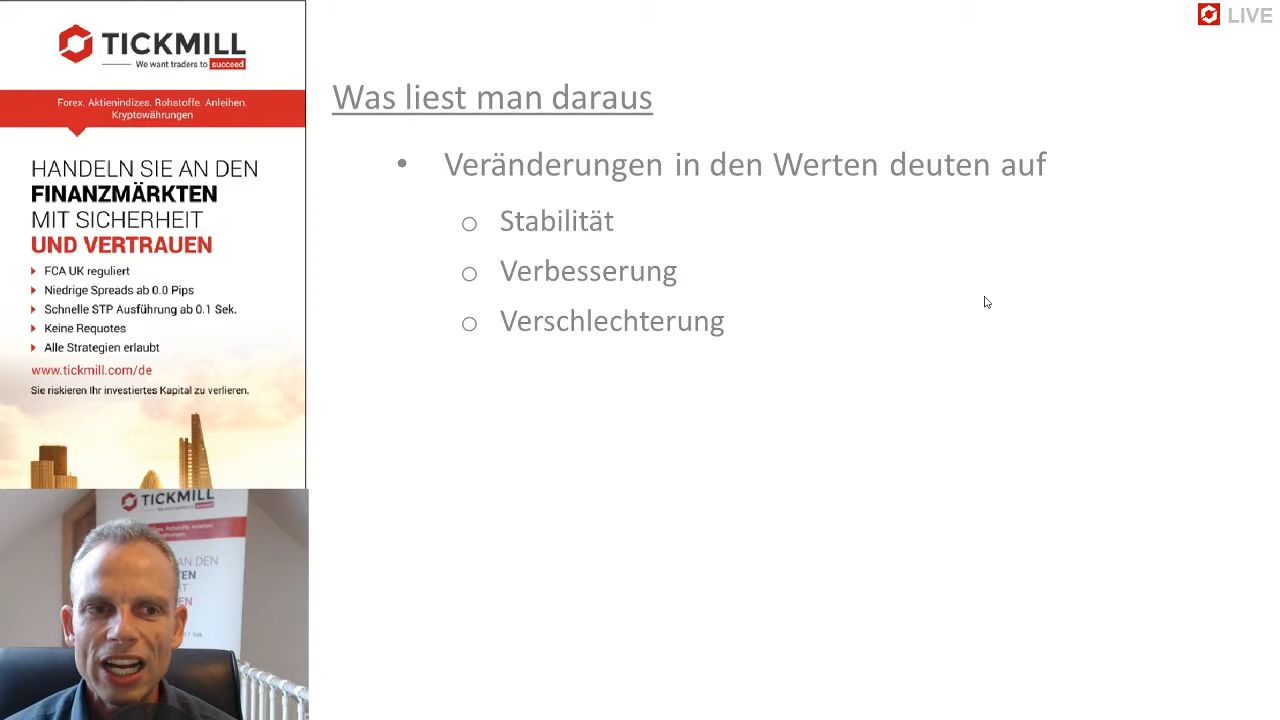 TICKMILL
We want traders to succeed
Forex. Aktienindizes. Rohstoffe. Anleihen.
Kryptowährungen
HANDELN SIE AN DEN
FINANZMÄRKTEN
MIT SICHERHEIT
UND VERTRAUEN
FCA UK reguliert
Niedrige Spreads ab 0.0 Pips
Schnelle STP Ausführung ab 0.1 Sek.
Keine Requotes
Alle Strategien erlaubt
www.tickmill.com/de
Sie riskieren Ihr investiertes Kapital zu verlieren.
LIVE
Was liest man daraus
• Veränderungen in den Werten deuten auf
o Stabilität
o Verbesserung
o Verschlechterung
TICKMILL
AN DEN